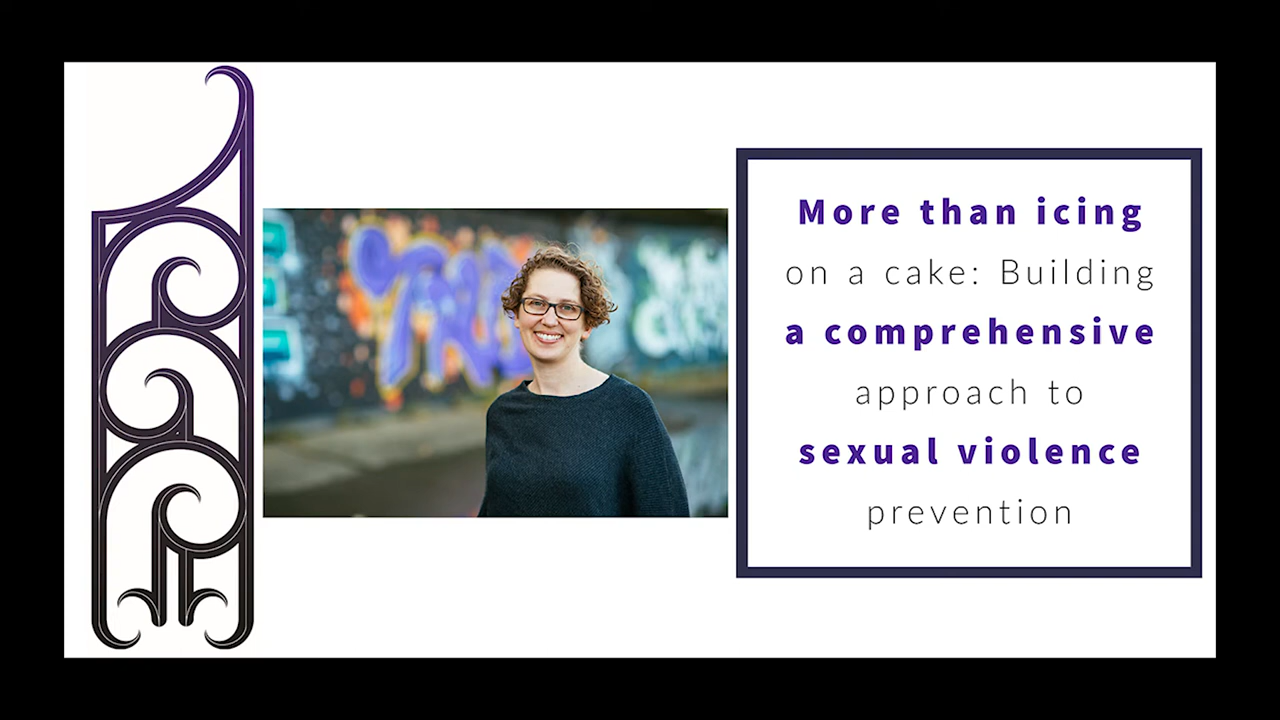 More than icing
on a cake: Building
a comprehensive
approach to
sexual violence
prevention